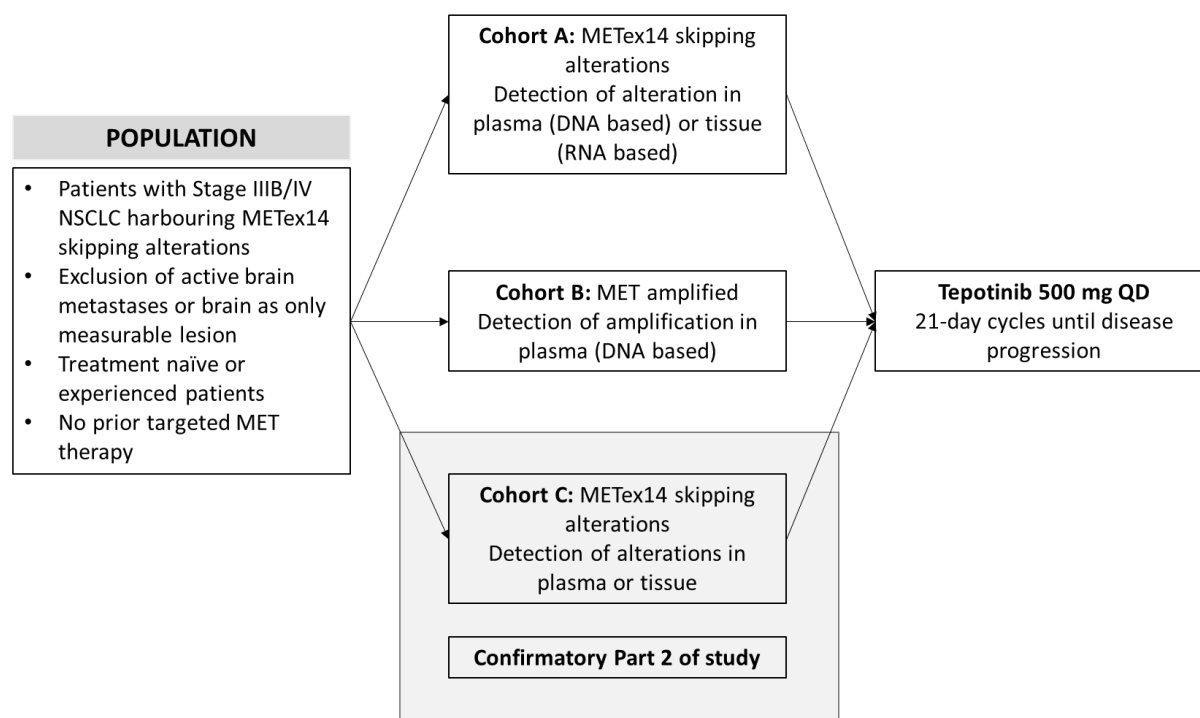 POPULATION
• Patients with Stage IIIB/IV
NSCLC harbouring METex14
skipping alterations
• Exclusion of active brain
metastases or brain as only
measurable lesion
• Treatment naïve or
experienced patients
• No prior targeted MET
therapy
Cohort A: METex14 skipping
alterations
Detection of alteration in
plasma (DNA based) or tissue
(RNA based)
Cohort B: MET amplified
Detection of amplification in
plasma (DNA based)
Cohort C: METex14 skipping
alterations
Detection of alterations in
plasma or tissue
Confirmatory Part 2 of study
Tepotinib 500 mg QD
21-day cycles until disease
progression